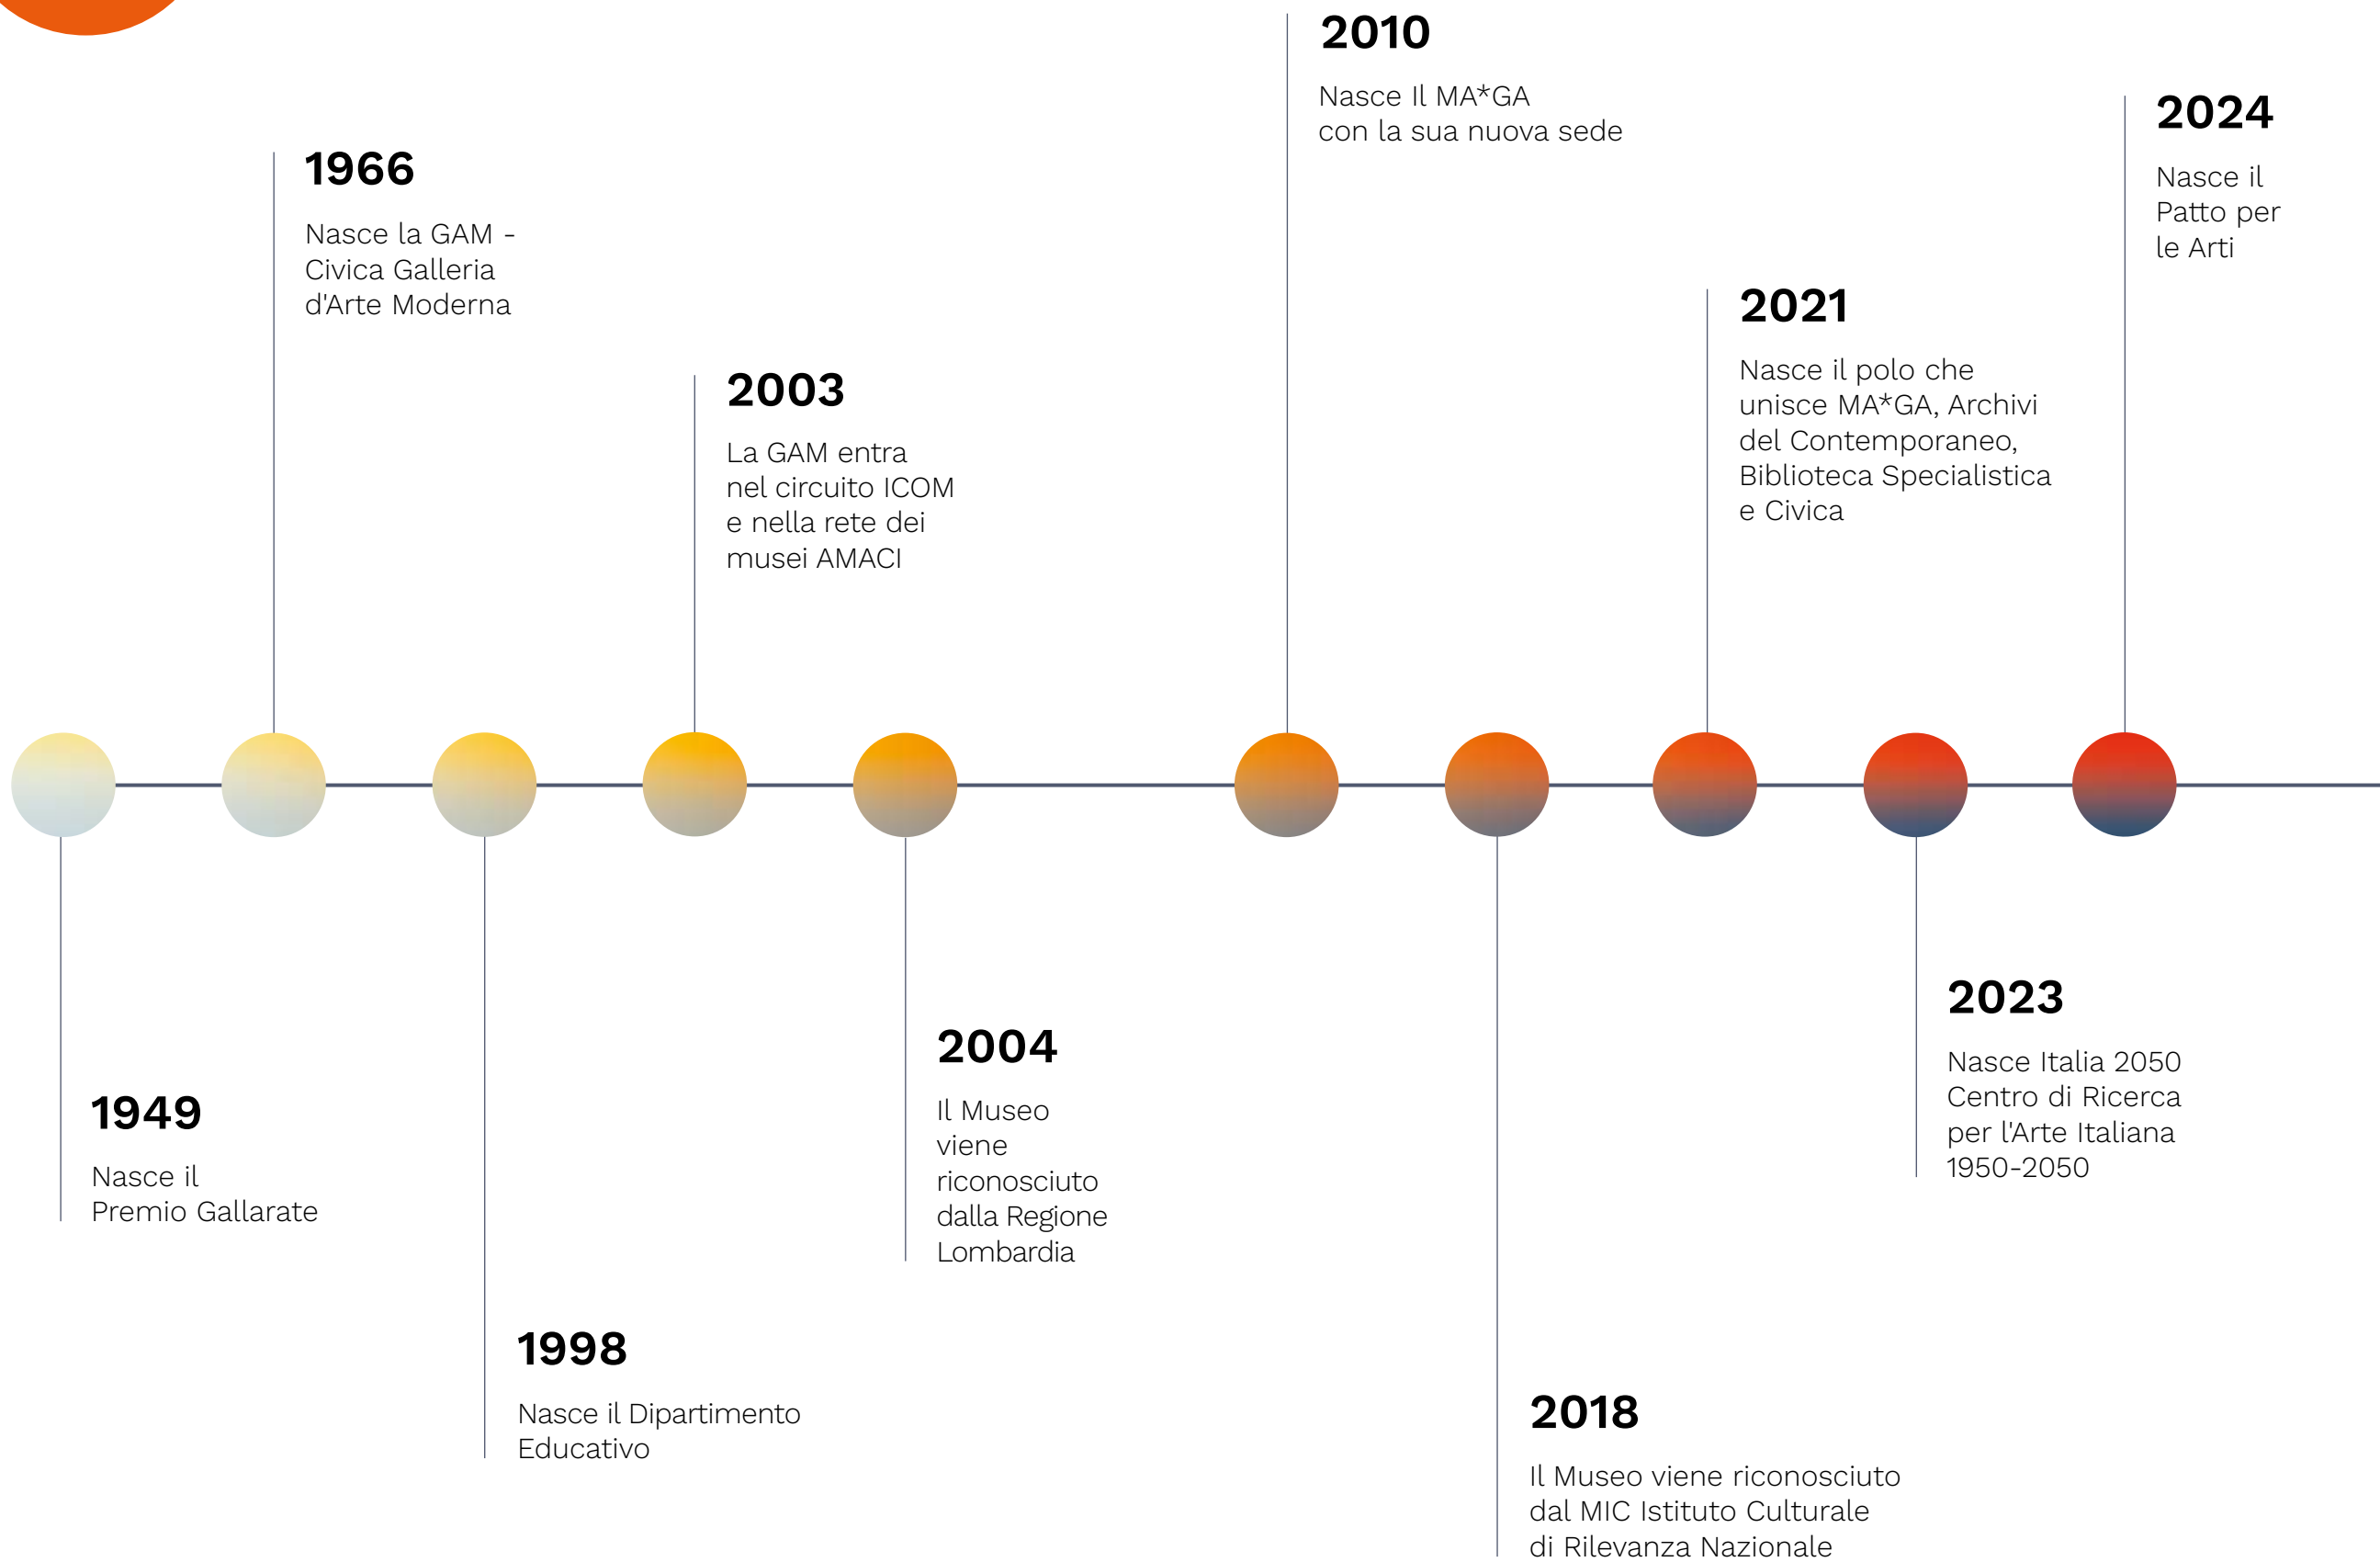 1949
Nasce il
Premio Gallarate
1966
Nasce la GAM -
Civica Galleria
d'Arte Moderna
1998
Nasce il Dipartimento
Educativo
2003
La GAM entra
nel circuito ICOM
e nella rete dei
musei AMACI
2004
Il Museo
viene
riconosciuto
dalla Regione
Lombardia
2010
Nasce Il MA*GA
con la sua nuova sede
2018
Il Museo viene riconosciuto
dal MIC Istituto Culturale
di Rilevanza Nazionale
2021
Nasce il polo che
unisce MA*GA, Archivi
del Contemporaneo,
Biblioteca Specialistica
e Civica
2023
Nasce Italia 2050
Centro di Ricerca
per l'Arte Italiana
1950-2050
2024
Nasce il
Patto per
le Arti